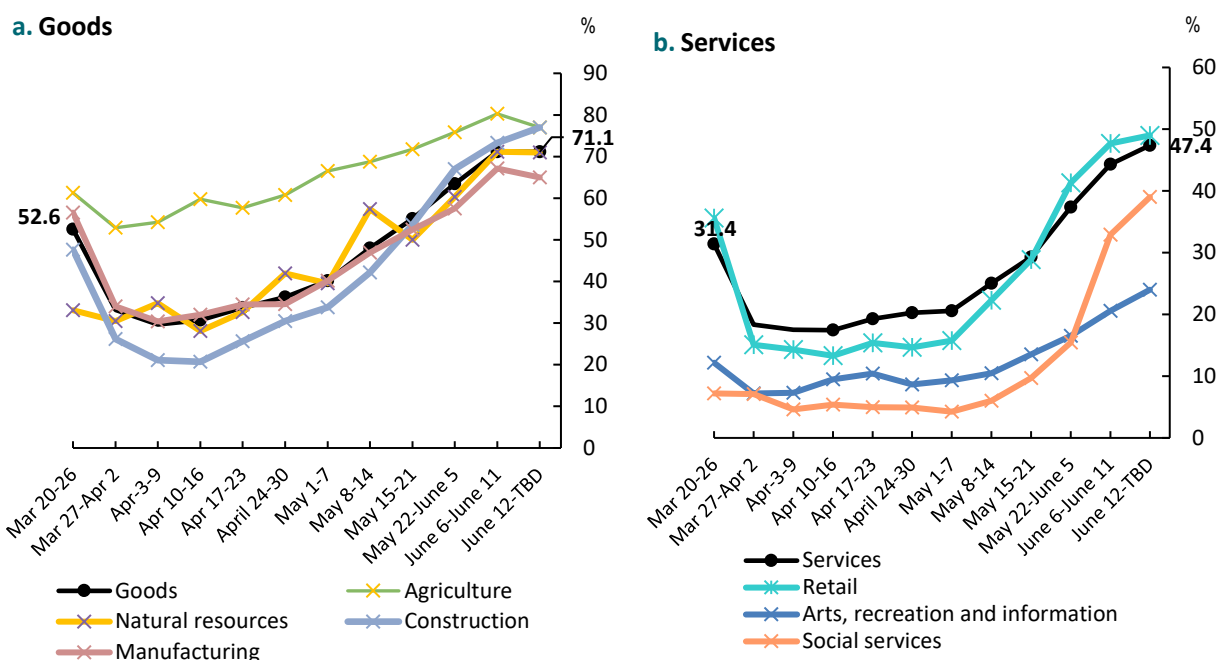 a. Goods
%
90
80
70
60
50
40
30
20
10
0
52.6
71.1
Mar 20-26
Mar 27-Apr 2
Apr-3-9
Apr 10-16
Apr 17-23
April 24-30
May 1-7
May 8-14
May 15-21
May 22-June 5
June 6-June 11
June 12-TBD
Goods
Agriculture
Natural resources
Construction
Manufacturing
b. Services
%
60
50
40
30
20
10
0
31.4
47.4
Mar 20-26
Mar 27-Apr 2
Apr-3-9
Apr 10-16
Apr 17-23
April 24-30
May 1-7
May 8-14
May 15-21
May 22-June 5
June 6-June 11
June 12-TBD
Services
Retail
Arts, recreation and information
Social services